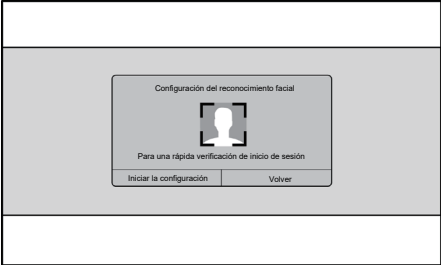 Configuración del reconocimiento facial
Para una rápida verificación de inicio de sesión
Iniciar la configuración
Volver